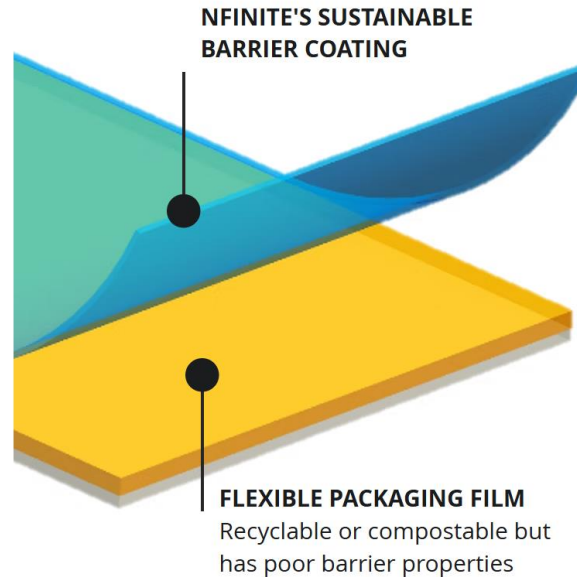 NFINITE'S SUSTAINABLE
BARRIER COATING
FLEXIBLE PACKAGING FILM
Recyclable or compostable but
has poor barrier properties